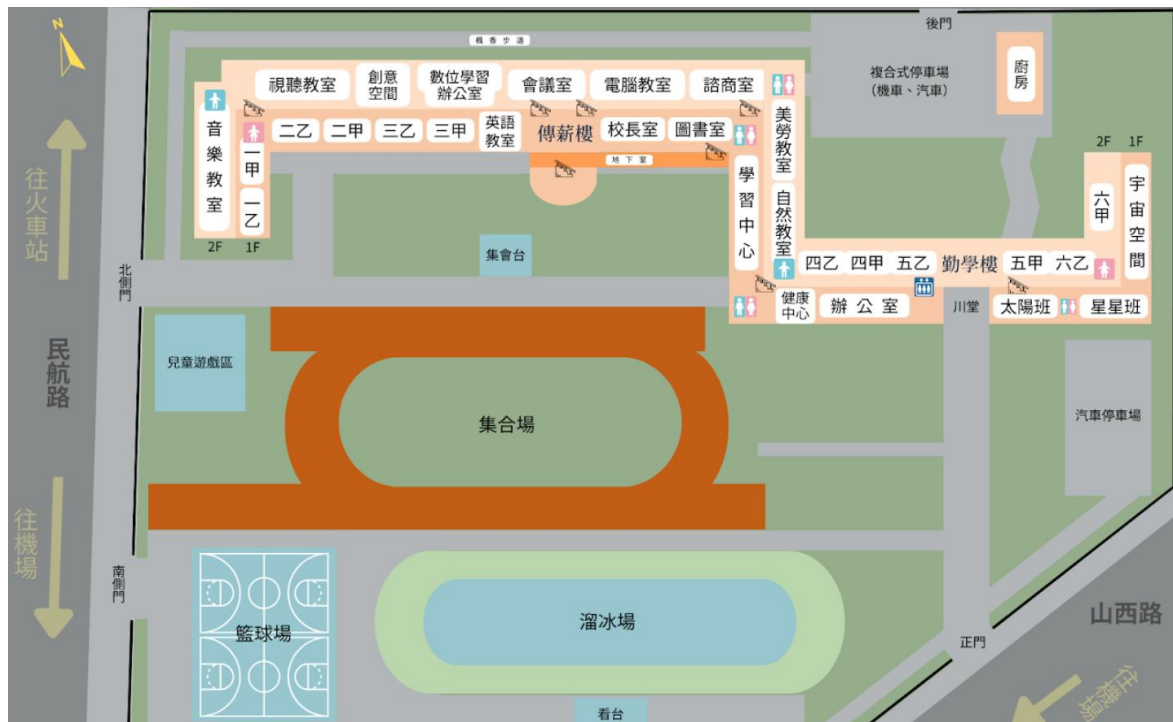 N
後門
楓香步道
複合式停車場
(機車、汽車)
廚房
視聽教室
創意
空間
數位學習
辦公室
會議室
電腦教室
諮商室
音樂教室
二乙
二甲
三乙
三甲
英語
教室
傳薪樓
校長室
圖書室
美勞教室
地下室
一甲
一乙
學習中心
自然教室
2F
1F
2F
1F
六甲
宇宙空間
往火車站
北側門
集會台
四乙
四甲
五乙
勤學樓
五甲
六乙
健康
中心
辦公室
川堂
太陽班
星星班
民航路
兒童遊戲區
集合場
汽車停車場
往機場
南側門
籃球場
溜冰場
山西路
正門
往機場
看台